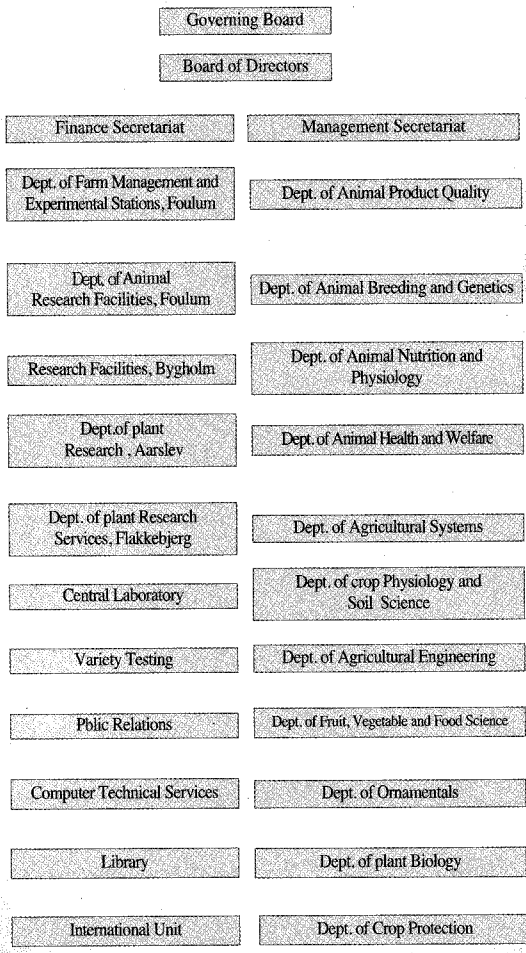 Governing Board
Board of Directors
Finance Secretariat
Management Secretariat
Dept. of Farm Management and
Experimental Stations, Foulum
Dept. of Animal Product Quality
Dept. of Animal
Research Facilities, Foulum
Dept. of Animal Breeding and Genetics
Research Facilities, Bygholm
Dept. of Animal Nutrition and
Physiology
Dept.of plant
Research , Aarslev
Dept. of Animal Health and Welfare
Dept. of plant Research
Services, Flakkebjerg
Dept. of Agricultural Systems
Central Laboratory
Dept. of crop Physiology and
Soil Science
Variety Testing
Dept. of Agricultural Engineering
Pblic Relations
Dept. of Fruit, Vegetable and Food Science
Computer Technical Services
Dept. of Ornamentals
Library
Dept. of plant Biology
International Unit
Dept. of Crop Protection